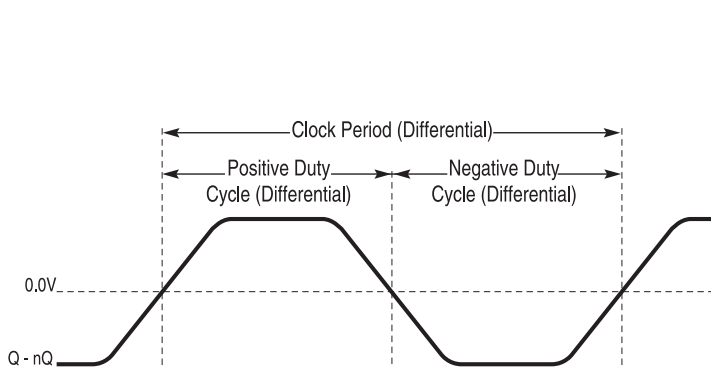 Clock Period (Differential)
Positive Duty
Cycle (Differential)
Negative Duty
Cycle (Differential)
0.0V
Q - nQ